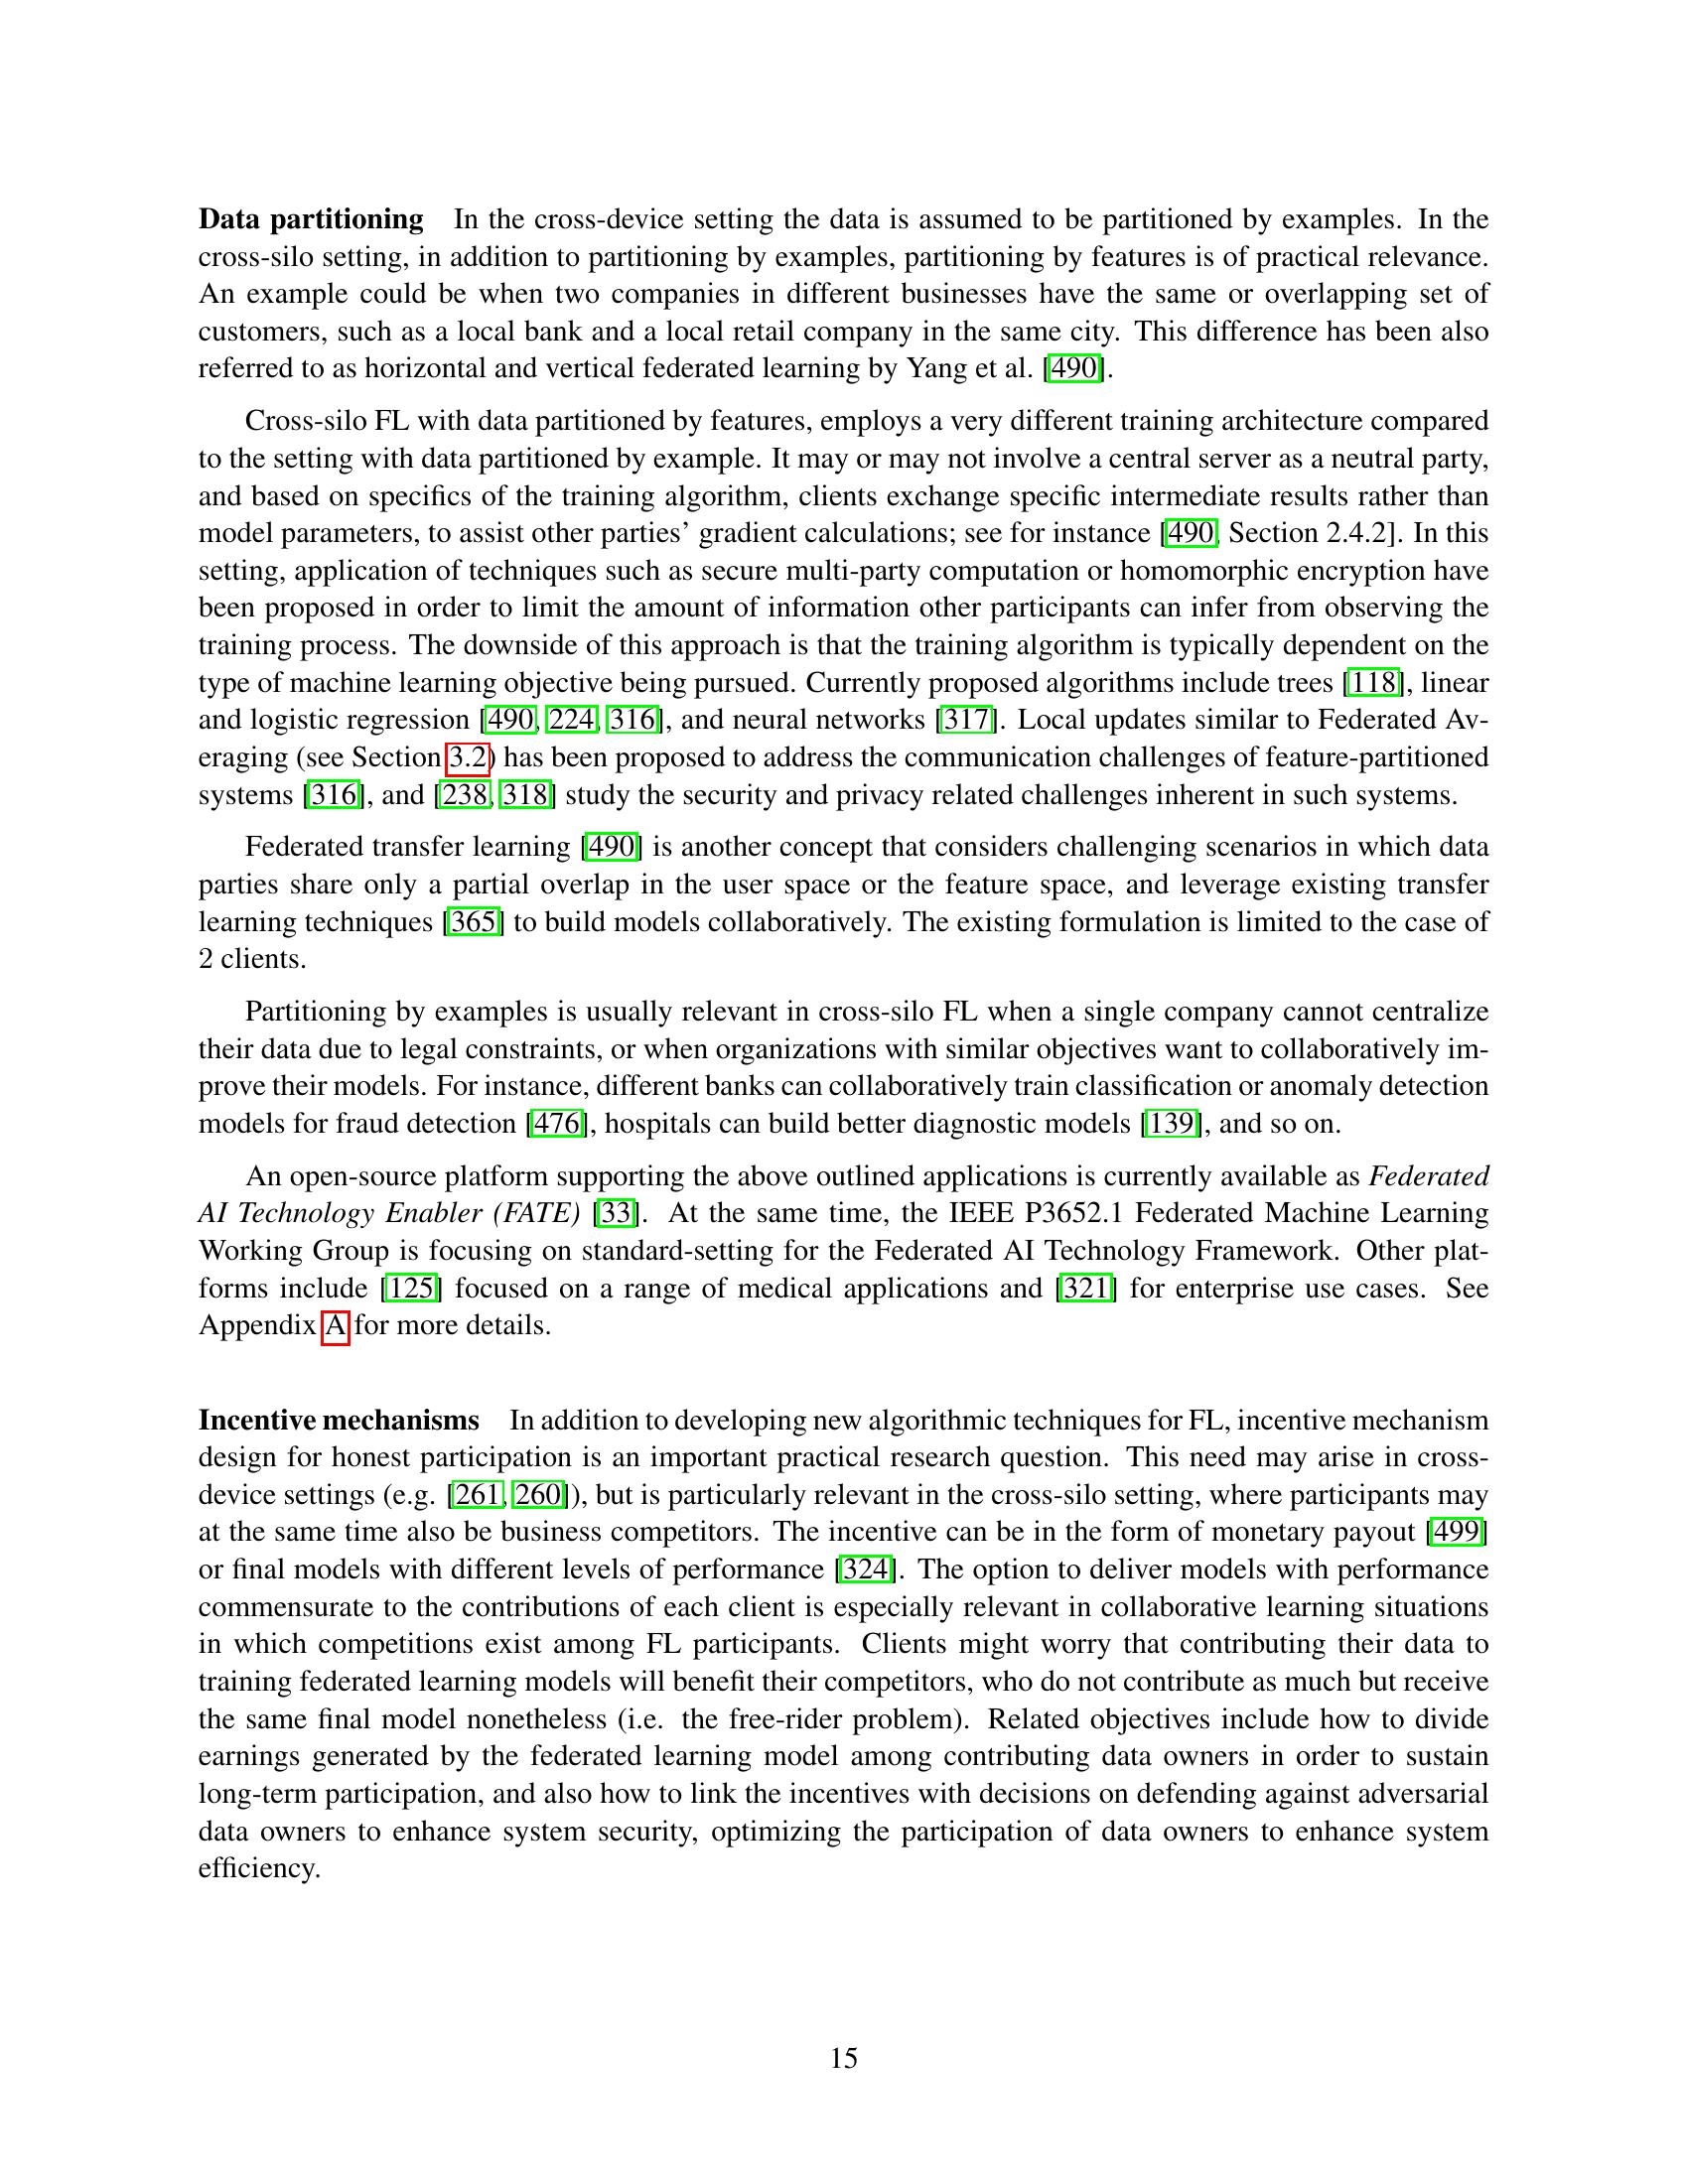 Data partitioning In the cross-device setting the data is assumed to be partitioned by examples. In the
cross-silo setting, in addition to partitioning by examples, partitioning by features is of practical relevance.
An example could be when two companies in different businesses have the same or overlapping set of
customers, such as a local bank and a local retail company in the same city. This difference has been also
referred to as horizontal and vertical federated learning by Yang et al. [490].
Cross-silo FL with data partitioned by features, employs a very different training architecture compared
to the setting with data partitioned by example. It may or may not involve a central server as a neutral party,
and based on specifics of the training algorithm, clients exchange specific intermediate results rather than
model parameters, to assist other parties' gradient calculations; see for instance [490, Section 2.4.2]. In this
setting, application of techniques such as secure multi-party computation or homomorphic encryption have
been proposed in order to limit the amount of information other participants can infer from observing the
training process. The downside of this approach is that the training algorithm is typically dependent on the
type of machine learning objective being pursued. Currently proposed algorithms include trees [118], linear
and logistic regression [490, 224, 316], and neural networks [317]. Local updates similar to Federated Av-
eraging (see Section 3.2) has been proposed to address the communication challenges of feature-partitioned
systems [316], and [238, 318] study the security and privacy related challenges inherent in such systems.
Federated transfer learning [490] is another concept that considers challenging scenarios in which data
parties share only a partial overlap in the user space or the feature space, and leverage existing transfer
learning techniques [365] to build models collaboratively. The existing formulation is limited to the case of
2 clients.
Partitioning by examples is usually relevant in cross-silo FL when a single company cannot centralize
their data due to legal constraints, or when organizations with similar objectives want to collaboratively im-
prove their models. For instance, different banks can collaboratively train classification or anomaly detection
models for fraud detection [476], hospitals can build better diagnostic models [139], and so on.
An open-source platform supporting the above outlined applications is currently available as Federated
AI Technology Enabler (FATE) [33]. At the same time, the IEEE P3652.1 Federated Machine Learning
Working Group is focusing on standard-setting for the Federated AI Technology Framework. Other plat-
forms include [125] focused on a range of medical applications and [321] for enterprise use cases. See
Appendix A for more details.
Incentive mechanisms In addition to developing new algorithmic techniques for FL, incentive mechanism
design for honest participation is an important practical research question. This need may arise in cross-
device settings (e.g. [261, 260]), but is particularly relevant in the cross-silo setting, where participants may
at the same time also be business competitors. The incentive can be in the form of monetary payout [499]
or final models with different levels of performance [324]. The option to deliver models with performance
commensurate to the contributions of each client is especially relevant in collaborative learning situations
in which competitions exist among FL participants. Clients might worry that contributing their data to
training federated learning models will benefit their competitors, who do not contribute as much but receive
the same final model nonetheless (i.e. the free-rider problem). Related objectives include how to divide
earnings generated by the federated learning model among contributing data owners in order to sustain
long-term participation, and also how to link the incentives with decisions on defending against adversarial
data owners to enhance system security, optimizing the participation of data owners to enhance system
efficiency.
15